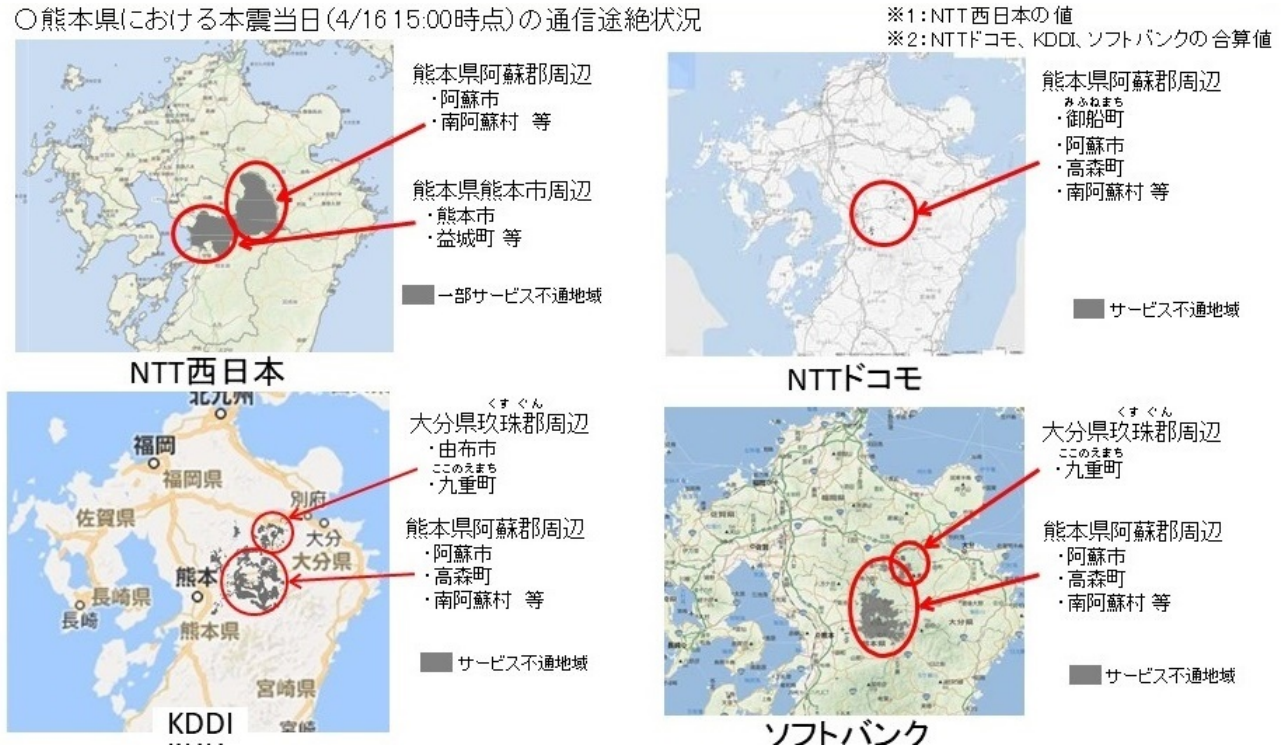 ○熊本県における本震当日(4/16 15:00時点)の通信途絶状況
※1:NTT西日本の値
※2:NTTドコモ、KDDI、ソフトバンクの合算値
熊本県阿蘇郡周辺
・阿蘇市
・南阿蘇村 等
熊本県熊本市周辺
・熊本市
・益城町 等
一部サービス不通地域
NTT西日本
熊本県阿蘇郡周辺
みふねまち
・御船町
・阿蘇市
・高森町
・南阿蘇村 等
サービス不通地域
NTTドコモ
北九州
福岡
福岡県
佐賀県
別府
大分
大分県
熊本
長崎県
長崎
熊本県
宮崎県
宮崎
KDDI
くすぐん
大分県玖珠郡周辺
・由布市
ここのえまち
・九重町
熊本県阿蘇郡周辺
・阿蘇市
・高森町
・南阿蘇村 等
サービス不通地域
くすぐん
大分県玖珠郡周辺
ここのえまち
・九重町
熊本県阿蘇郡周辺
・阿蘇市
・高森町
・南阿蘇村 等
サービス不通地域
ソフトバンク